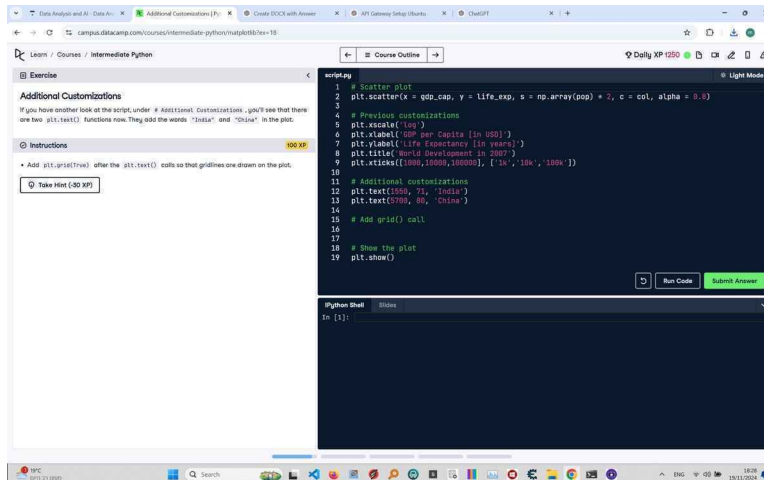 Data Analysis and AI - Data An
Additional Customizations | Py
Create DOCX with Answer
API Gateway Setup Ubuntu
ChatGPT
campus.datacamp.com/courses/intermediate-python/matplotlib?ex=16
Learn / Courses / Intermediate Python
Course Outline
Daily XP 1250
Exercise
Additional Customizations
If you have another look at the script, under # Additional Customizations, you'll see that there
are two plt.text() functions now. They add the words "India" and "China" in the plot.
Instructions
100 XP
• Add plt.grid(True) after the plt.text() calls so that gridlines are drawn on the plot.
Take Hint (-30 XP)
script.py
Light Mode
1 # Scatter plot
2 plt.scatter(x = gdp_cap, y = life_exp, s = np.array(pop) * 2, c = col, alpha = 0.8)
3
4 # Previous customizations
5 plt.xscale('log')
6 plt.xlabel('GDP per Capita [in USD]')
7 plt.ylabel('Life Expectancy [in years]')
8 plt.title('World Development in 2007')
9 plt.xticks([1000,10000,100000], ['1k','10k','100k'])
10
11 # Additional customizations
12 plt.text(1550, 71, 'India')
13 plt.text(5700, 80, 'China')
14
15 # Add grid() call
16
17
18 # Show the plot
19 plt.show()
Run Code
Submit Answer
IPython Shell
Slides
In [1]:
19°C
Search
ENG
18:28
19/11/2024